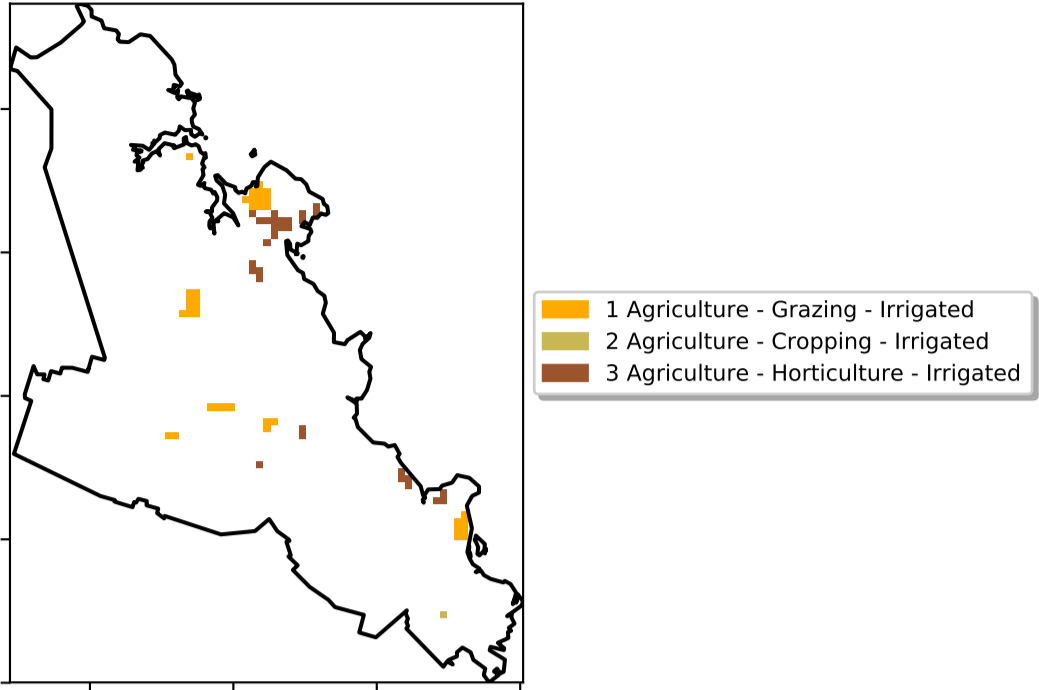 1 Agriculture - Grazing - Irrigated
2 Agriculture - Cropping - Irrigated
3 Agriculture - Horticulture - Irrigated